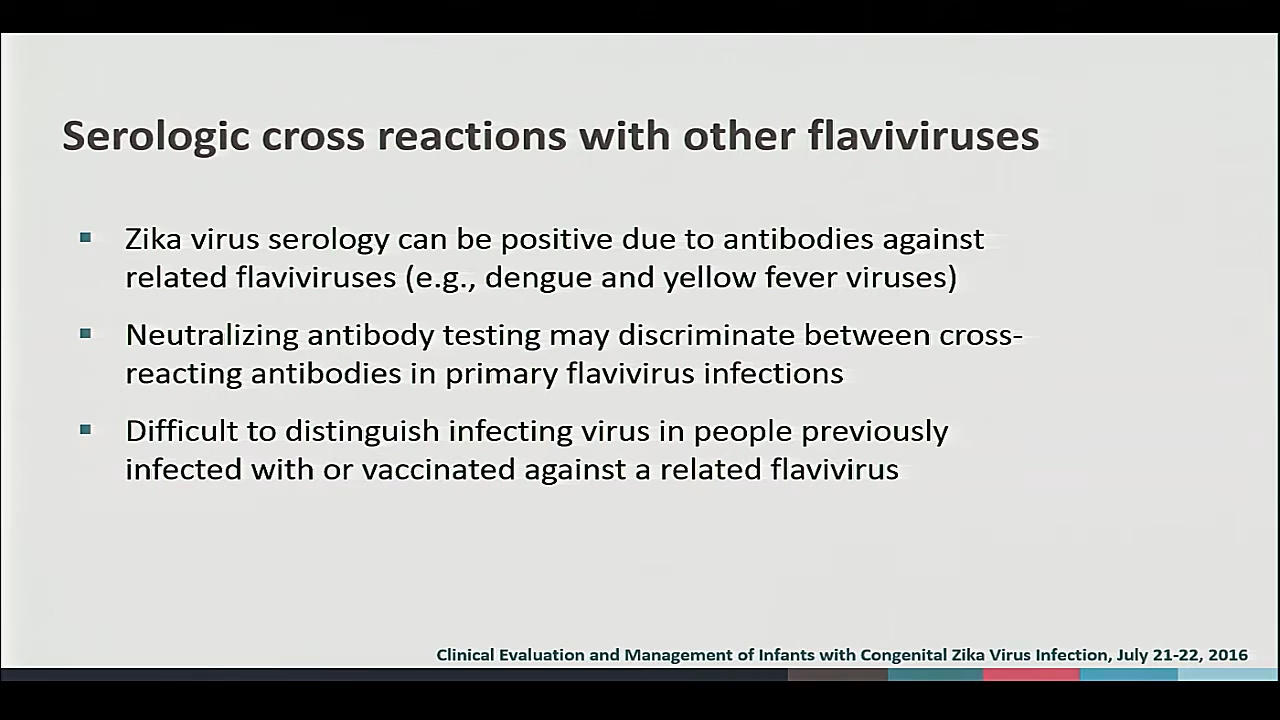 Serologic cross reactions with other flaviviruses
Zika virus serology can be positive due to antibodies against
related flaviviruses (e.g., dengue and yellow fever viruses)
Neutralizing antibody testing may discriminate between cross-
reacting antibodies in primary flavivirus infections
Difficult to distinguish infecting virus in people previously
infected with or vaccinated against a related flavivirus
Clinical Evaluation and Management of Infants with Congenital Zika Virus Infection, July 21-22, 2016